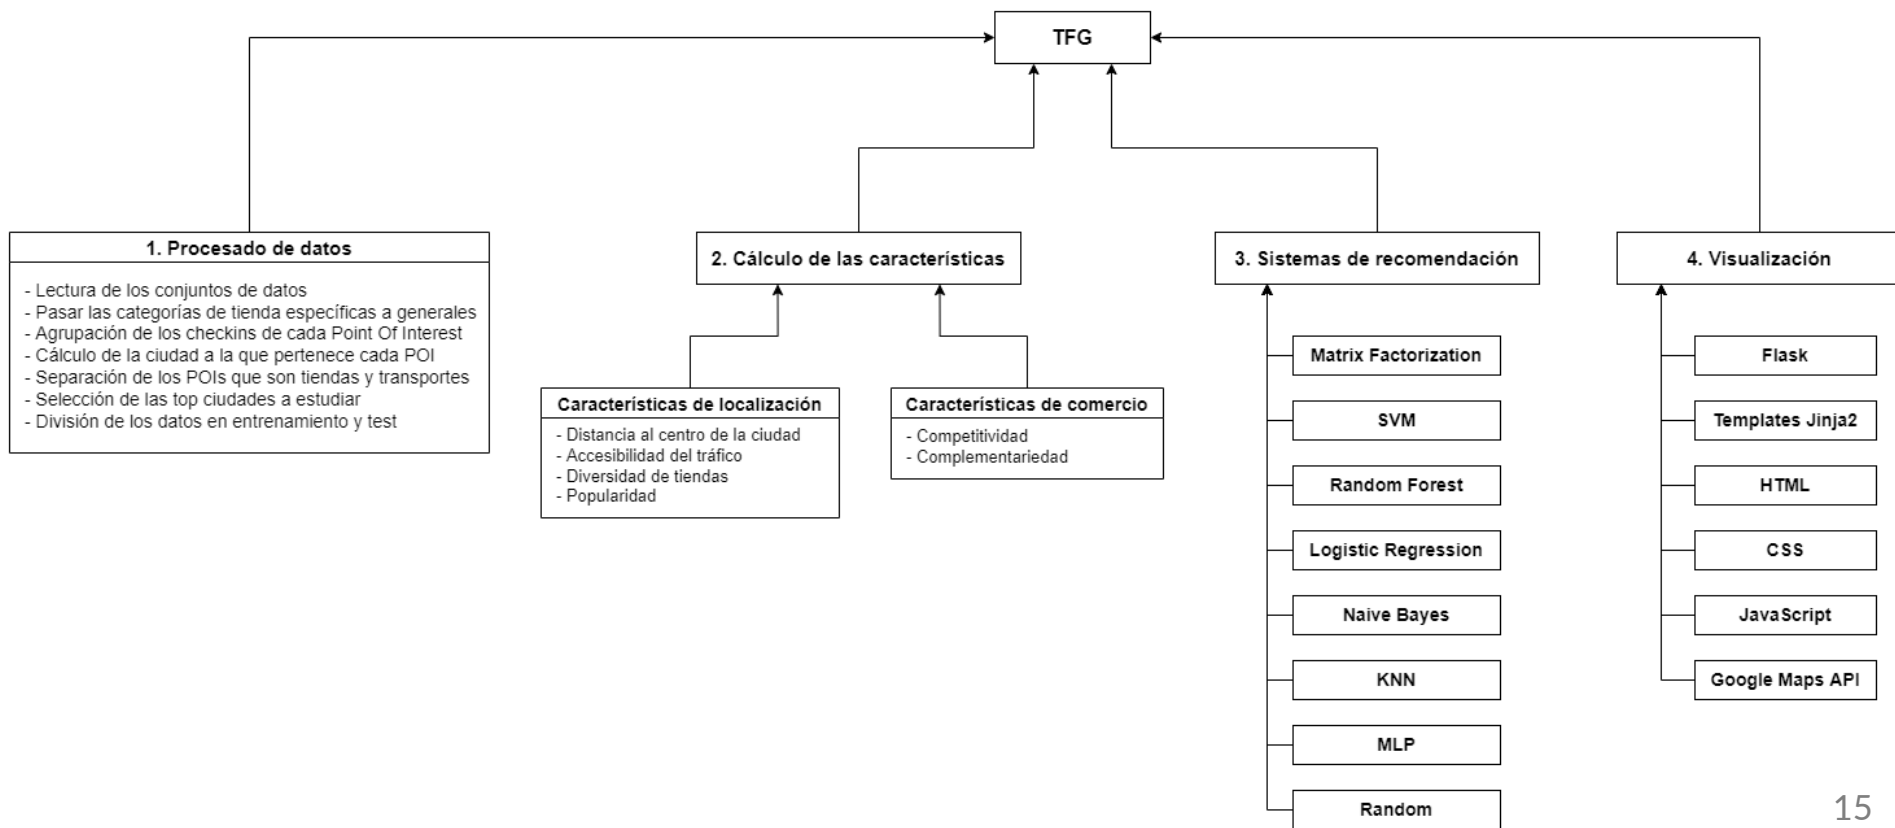 TFG
1. Procesado de datos
- Lectura de los conjuntos de datos
- Pasar las categorías de tienda específicas a generales
- Agrupación de los checkins de cada Point Of Interest
- Cálculo de la ciudad a la que pertenece cada POI
- Separación de los POIs que son tiendas y transportes
- Selección de las top ciudades a estudiar
- División de los datos en entrenamiento y test
2. Cálculo de las características
Características de localización
- Distancia al centro de la ciudad
- Accesibilidad del tráfico
- Diversidad de tiendas
- Popularidad
Características de comercio
- Competitividad
- Complementariedad
3. Sistemas de recomendación
Matrix Factorization
SVM
Random Forest
Logistic Regression
Naive Bayes
KNN
MLP
Random
4. Visualización
Flask
Templates Jinja2
HTML
CSS
JavaScript
Google Maps API
15